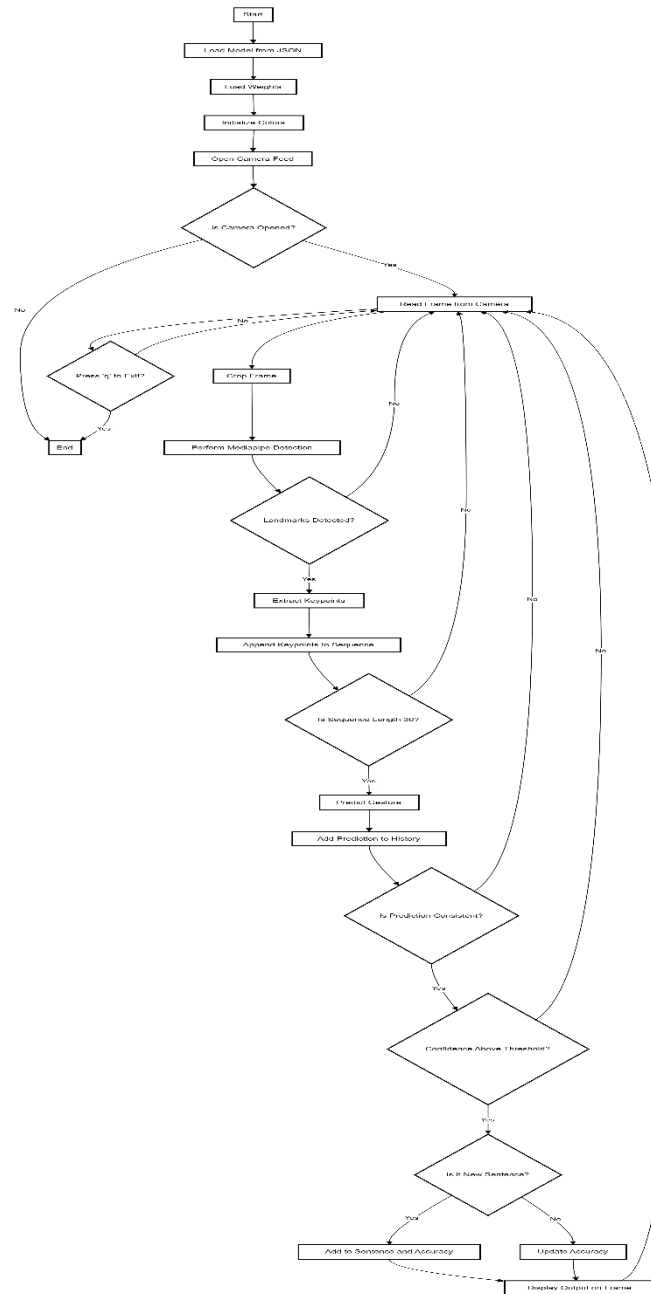 Start
Load Model from JSON
Load Weights
Initialize Colors
Open Camera Feed
Is Camera Opened?
Yes
No
Read Frame from Camera
No
Press 'q' to Exit?
Crop Frame
No
Yes
End
Perform Mediapipe Detection
Landmarks Detected?
No
Yes
Extract Keypoints
No
Append Keypoints to Sequence
No
Is Sequence Length 30?
Yes
Predict Gesture
Add Prediction to History
Is Prediction Consistent?
Yes
Confidence Above Threshold?
Yes
Is it New Sentence?
Yes
No
Add to Sentence and Accuracy
Update Accuracy
Display Output on Frame